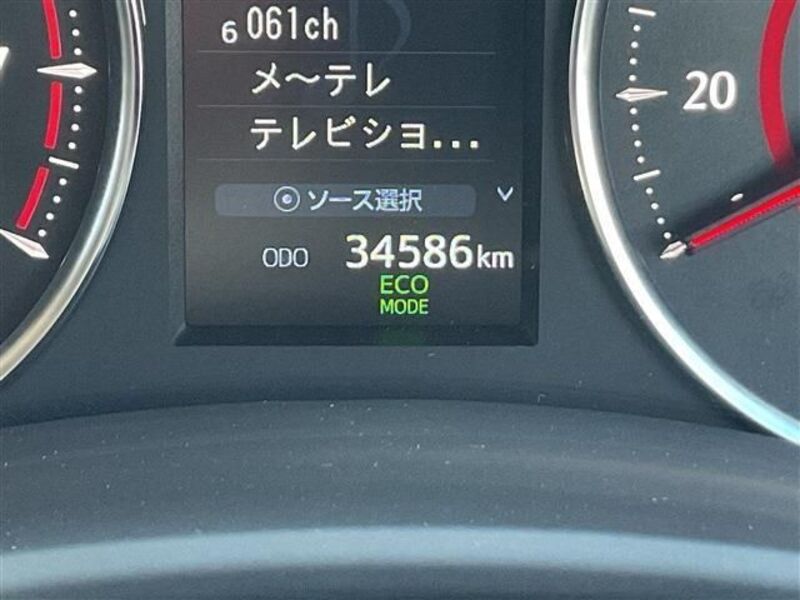 6 061ch
メ～テレ
テレビショ...
ソース選択
ODO 34586km
ECO
MODE
20